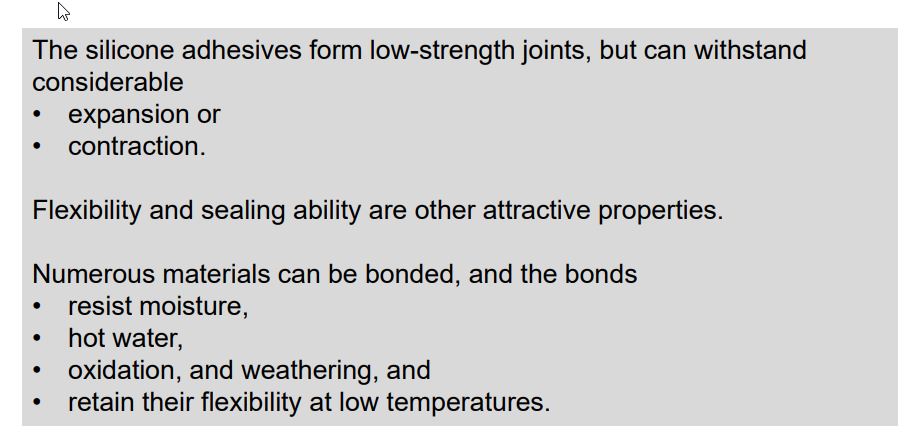 The silicone adhesives form low-strength joints, but can withstand
considerable
• expansion or
• contraction.
Flexibility and sealing ability are other attractive properties.
Numerous materials can be bonded, and the bonds
• resist moisture,
• hot water,
• oxidation, and weathering, and
• retain their flexibility at low temperatures.